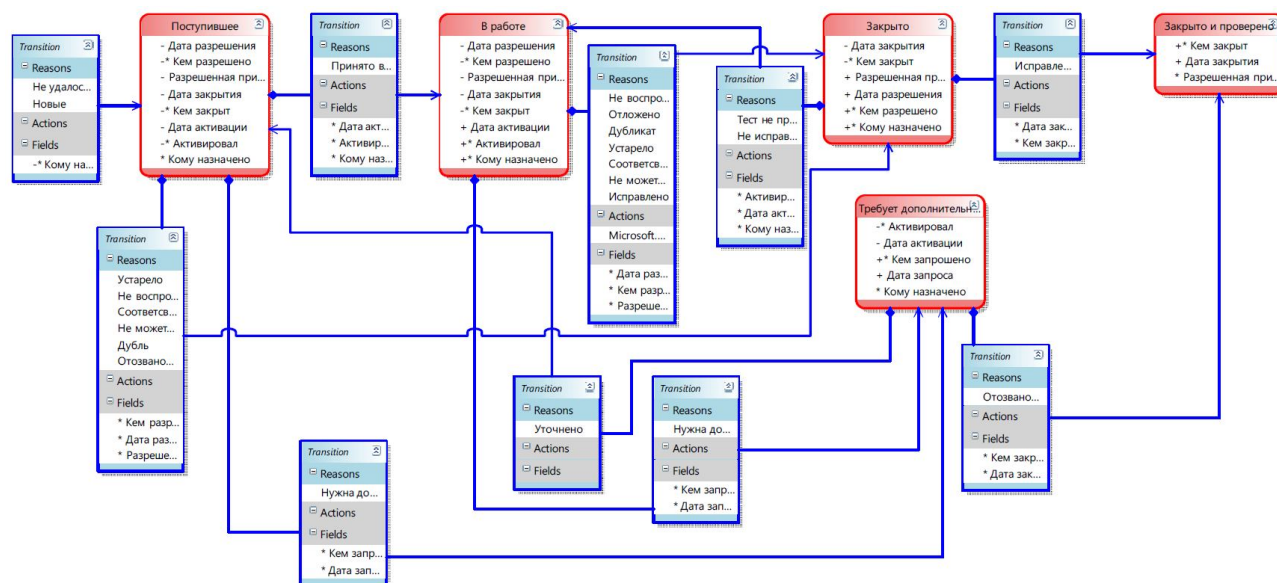 Transition
Reasons
Не удалос...
Новые
Actions
Fields
-* Кому на...
Поступившее
- Дата разрешения
-* Кем разрешено
- Разрешенная при...
- Дата закрытия
-* Кем закрыт
- Дата активации
-* Активировал
* Кому назначено
Transition
Reasons
Принято в...
Actions
Fields
* Дата акт...
* Активир...
* Кому наз...
В работе
- Дата разрешения
-* Кем разрешено
- Разрешенная при...
- Дата закрытия
-* Кем закрыт
+ Дата активации
+* Активировал
+* Кому назначено
Transition
Reasons
Не воспро...
Отложено
Дубликат
Устарело
Соответсв...
Не может...
Исправлено
Actions
Microsoft....
Fields
* Дата раз...
* Кем разр...
* Разреше...
Transition
Reasons
Тест не пр...
Не исправ...
Actions
Fields
* Активир...
* Дата акт...
* Кому наз...
Закрыто
- Дата закрытия
-* Кем закрыт
+ Разрешенная пр...
+ Дата разрешения
+* Кем разрешено
+* Кому назначено
Transition
Reasons
Исправле...
Actions
Fields
* Дата зак...
* Кем закр...
Закрыто и проверено
+* Кем закрыт
+ Дата закрытия
* Разрешенная при...
Требует дополнительн...
-* Активировал
- Дата активации
+* Кем запрошено
+ Дата запроса
* Кому назначено
Transition
Reasons
Устарело
Не воспро...
Соответсв...
Не может...
Дубль
Отозвано...
Actions
Fields
* Кем разр...
* Дата раз...
* Разреше...
Transition
Reasons
Нужна до...
Actions
Fields
* Кем запр...
* Дата зап...
Transition
Reasons
Уточнено
Actions
Fields
Transition
Reasons
Нужна до...
Actions
Fields
* Кем запр...
* Дата зап...
Transition
Reasons
Отозвано...
Actions
Fields
* Кем закр...
* Дата зак...